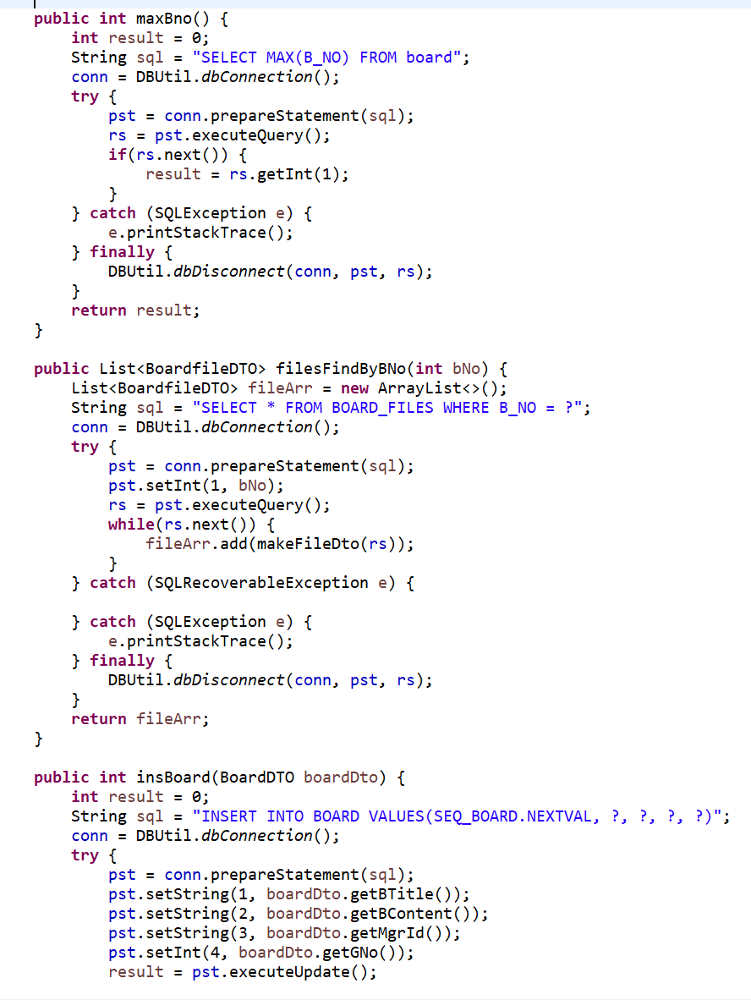 public int maxBno() {
    int result = 0;
    String sql = "SELECT MAX(B_NO) FROM board";
    conn = DBUtil.dbConnection();
    try {
        pst = conn.prepareStatement(sql);
        rs = pst.executeQuery();
        if(rs.next()) {
            result = rs.getInt(1);
        }
    } catch (SQLException e) {
        e.printStackTrace();
    } finally {
        DBUtil.dbDisconnect(conn, pst, rs);
    }
    return result;
}

public List<BoardfileDTO> filesFindByBNo(int bNo) {
    List<BoardfileDTO> fileArr = new ArrayList<>();
    String sql = "SELECT * FROM BOARD_FILES WHERE B_NO = ?";
    conn = DBUtil.dbConnection();
    try {
        pst = conn.prepareStatement(sql);
        pst.setInt(1, bNo);
        rs = pst.executeQuery();
        while(rs.next()) {
            fileArr.add(makeFileDto(rs));
        }
    } catch (SQLRecoverableException e) {

    } catch (SQLException e) {
        e.printStackTrace();
    } finally {
        DBUtil.dbDisconnect(conn, pst, rs);
    }
    return fileArr;
}

public int insBoard(BoardDTO boardDto) {
    int result = 0;
    String sql = "INSERT INTO BOARD VALUES(SEQ_BOARD.NEXTVAL, ?, ?, ?, ?)";
    conn = DBUtil.dbConnection();
    try {
        pst = conn.prepareStatement(sql);
        pst.setString(1, boardDto.getBTitle());
        pst.setString(2, boardDto.getBContent());
        pst.setString(3, boardDto.getMgrId());
        pst.setInt(4, boardDto.getGNo());
        result = pst.executeUpdate();